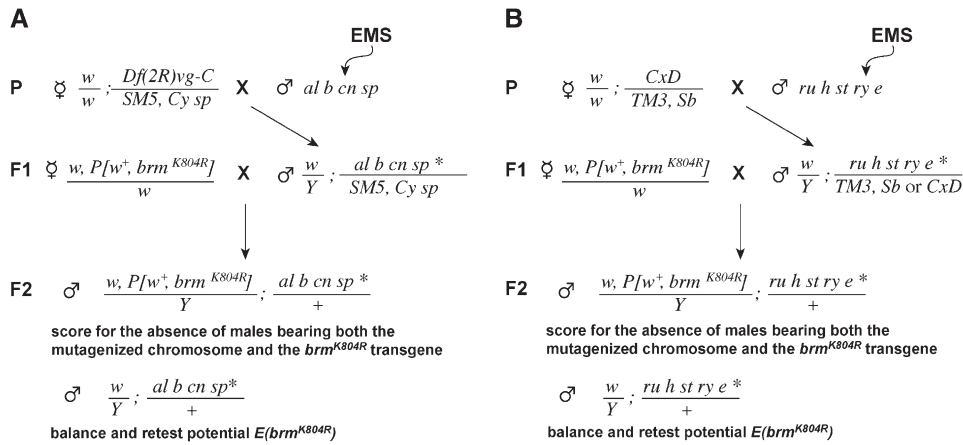 A
EMS
P ☿ w/w ; Df(2R)vg-C/SM5, Cy sp X ♂ al b cn sp
F1 ☿ w, P[w+, brm K804R]/w X ♂ w/Y ; al b cn sp */SM5, Cy sp
F2 ♂ w, P[w+, brm K804R]/Y ; al b cn sp */+
score for the absence of males bearing both the
mutagenized chromosome and the brmK804R transgene
♂ w/Y ; al b cn sp*/+
balance and retest potential E(brmK804R)
B
EMS
P ☿ w/w ; CxD/TM3, Sb X ♂ ru h st ry e
F1 ☿ w, P[w+, brm K804R]/w X ♂ w/Y ; ru h st ry e */TM3, Sb or CxD
F2 ♂ w, P[w+, brm K804R]/Y ; ru h st ry e */+
score for the absence of males bearing both the
mutagenized chromosome and the brmK804R transgene
♂ w/Y ; ru h st ry e */+
balance and retest potential E(brmK804R)